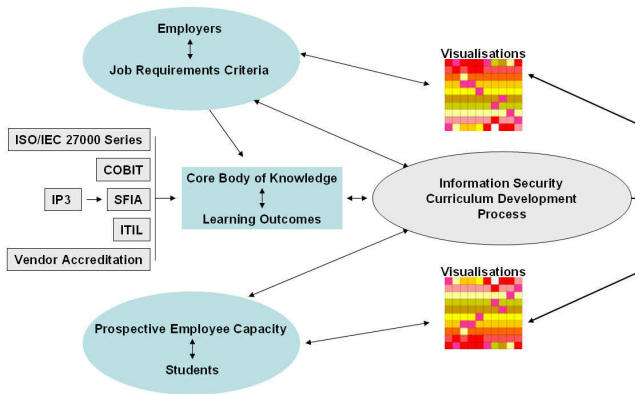 Employers
Job Requirements Criteria
Visualisations
ISO/IEC 27000 Series
COBIT
IP3
SFIA
ITIL
Vendor Accreditation
Core Body of Knowledge
Learning Outcomes
Information Security
Curriculum Development
Process
Visualisations
Prospective Employee Capacity
Students